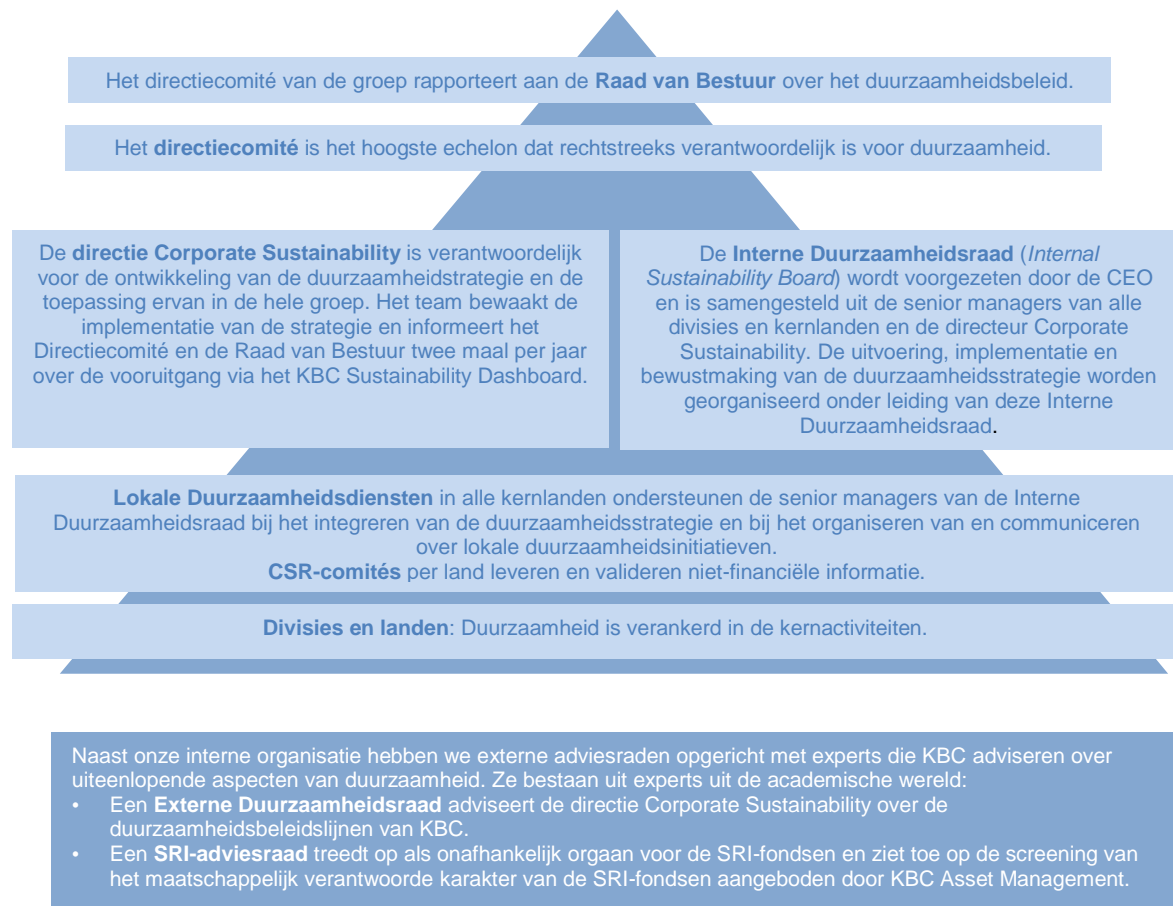 Het directiecomité van de groep rapporteert aan de Raad van Bestuur over het duurzaamheidsbeleid.
Het directiecomité is het hoogste echelon dat rechtstreeks verantwoordelijk is voor duurzaamheid.
De directie Corporate Sustainability is verantwoordelijk
voor de ontwikkeling van de duurzaamheidstrategie en de
toepassing ervan in de hele groep. Het team bewaakt de
implementatie van de strategie en informeert het
Directiecomité en de Raad van Bestuur twee maal per jaar
over de vooruitgang via het KBC Sustainability Dashboard.
De Interne Duurzaamheidsraad (Internal
Sustainability Board) wordt voorgezeten door de CEO
en is samengesteld uit de senior managers van alle
divisies en kernlanden en de directeur Corporate
Sustainability. De uitvoering, implementatie en
bewustmaking van de duurzaamheidsstrategie worden
georganiseerd onder leiding van deze Interne
Duurzaamheidsraad.
Lokale Duurzaamheidsdiensten in alle kernlanden ondersteunen de senior managers van de Interne
Duurzaamheidsraad bij het integreren van de duurzaamheidsstrategie en bij het organiseren van en communiceren
over lokale duurzaamheidsinitiatieven.
CSR-comités per land leveren en valideren niet-financiële informatie.
Divisies en landen: Duurzaamheid is verankerd in de kernactiviteiten.
Naast onze interne organisatie hebben we externe adviesraden opgericht met experts die KBC adviseren over
uiteenlopende aspecten van duurzaamheid. Ze bestaan uit experts uit de academische wereld:
• Een Externe Duurzaamheidsraad adviseert de directie Corporate Sustainability over de
duurzaamheidsbeleidslijnen van KBC.
• Een SRI-adviesraad treedt op als onafhankelijk orgaan voor de SRI-fondsen en ziet toe op de screening van
het maatschappelijk verantwoorde karakter van de SRI-fondsen aangeboden door KBC Asset Management.